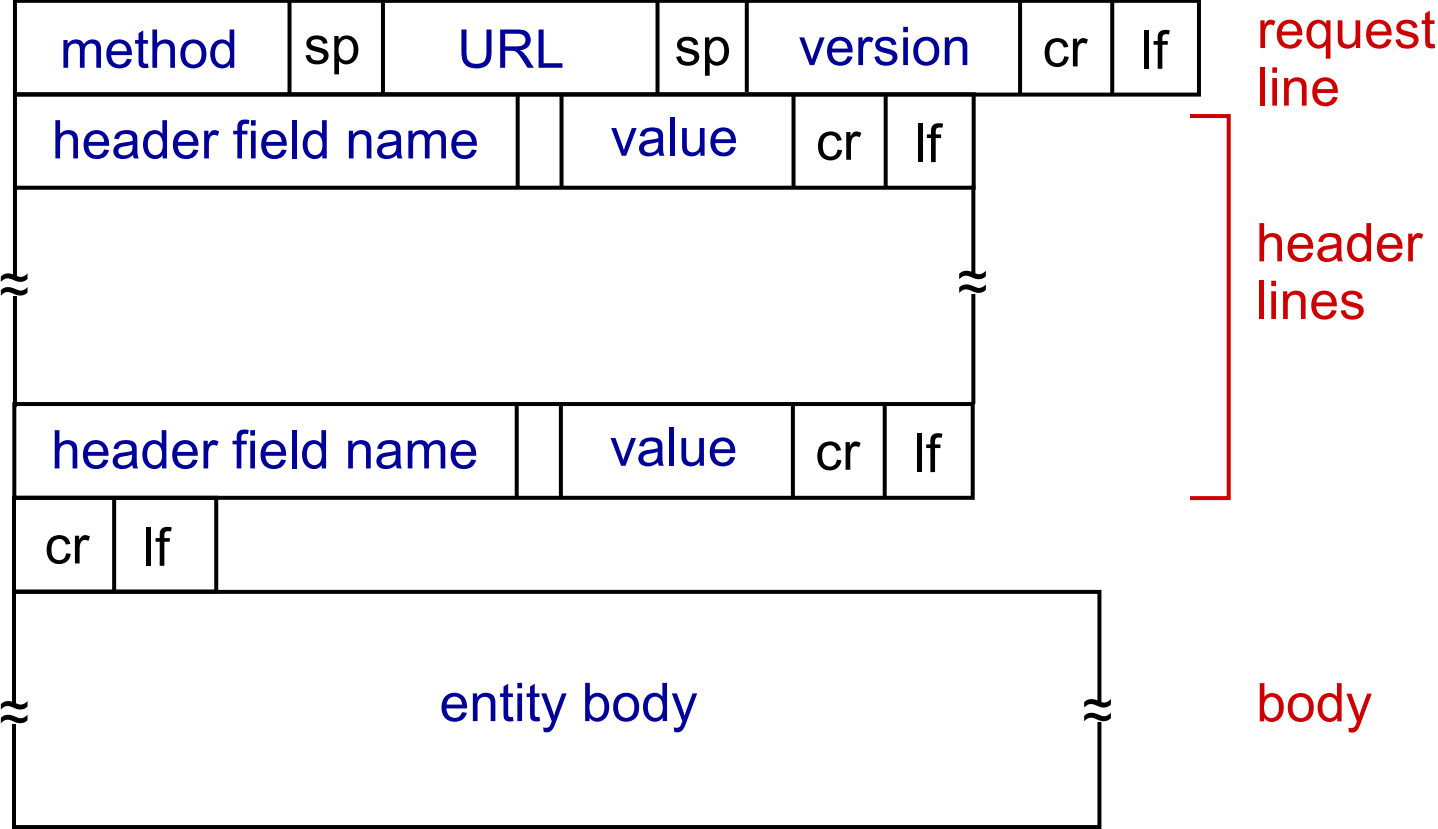 method sp URL sp version cr lf
request
line
header field name value cr lf
header
lines
≈ ≈
header field name value cr lf
cr lf
≈ entity body ≈
body